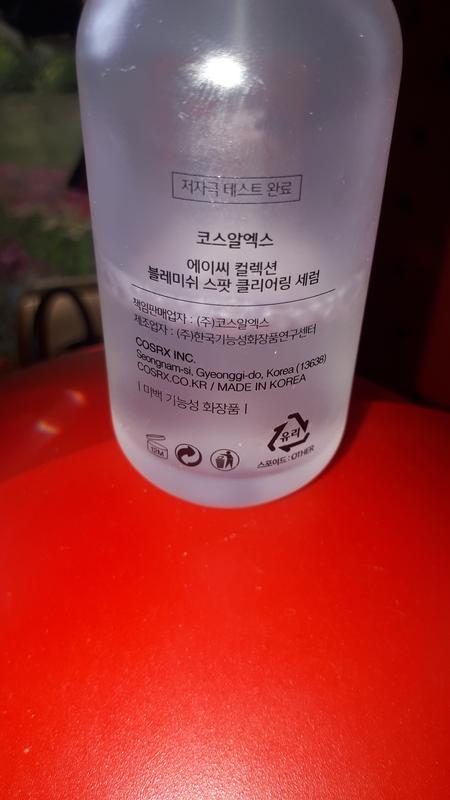 저자극 테스트 완료
코스알엑스
에이씨 컬렉션
블레미쉬 스팟 클리어링 세럼
책임판매업자 : (주)코스알엑스
제조업자 : (주)한국기능성화장품연구센터
COSRX INC.
Seongnam-si, Gyeonggi-do, Korea (13638)
COSRX.CO.KR / MADE IN KOREA
| 미백 기능성 화장품 |
12M
유리
스포이드 : OTHER